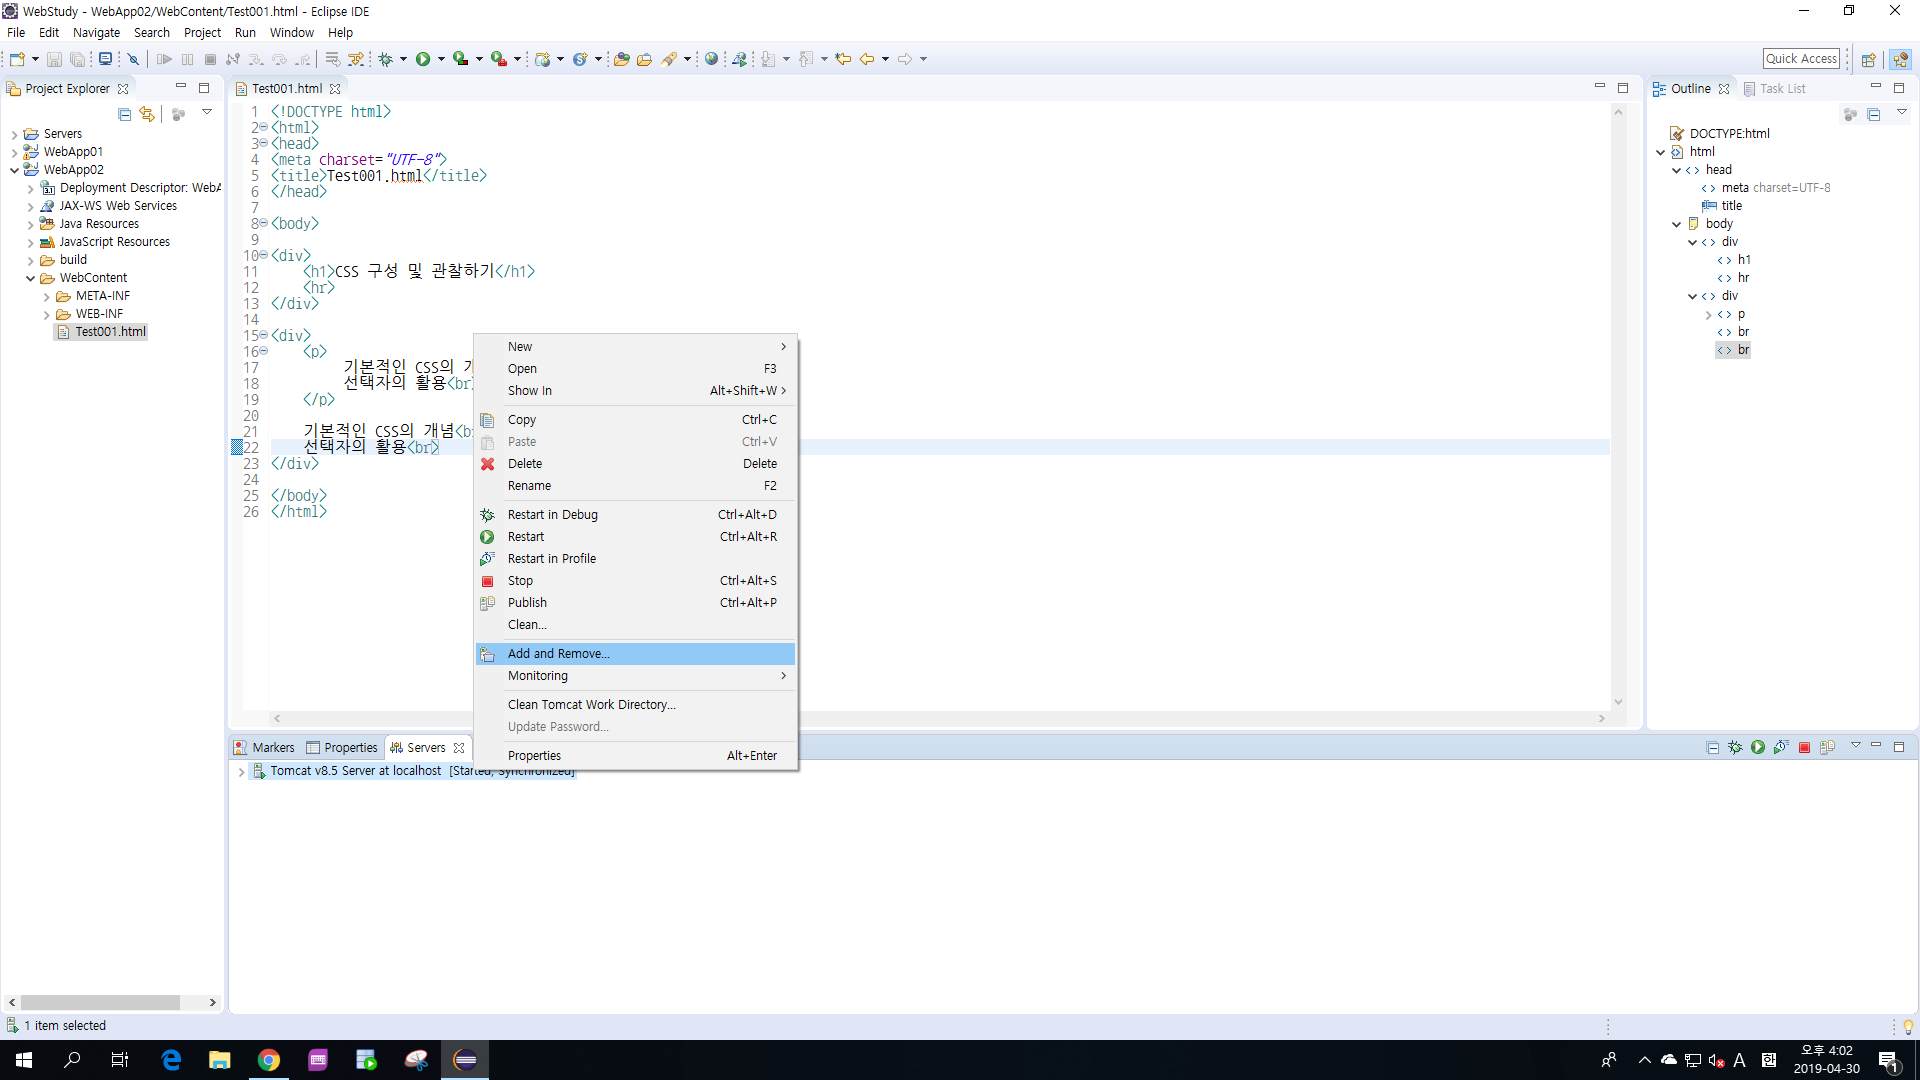 WebStudy - WebApp02/WebContent/Test001.html - Eclipse IDE
File Edit Navigate Search Project Run Window Help
Quick Access
Project Explorer
Servers
WebApp01
WebApp02
Deployment Descriptor: WebA
JAX-WS Web Services
Java Resources
JavaScript Resources
build
WebContent
META-INF
WEB-INF
Test001.html
Test001.html
1 <!DOCTYPE html>
2 <html>
3 <head>
4 <meta charset="UTF-8">
5 <title>Test001.html</title>
6 </head>
7
8 <body>
9
10 <div>
11 <h1>CSS 구성 및 관찰하기</h1>
12 <hr>
13 </div>
14
15 <div>
16 <p>
17 기본적인 CSS의
18 선택자의 활용<br
19 </p>
20
21 기본적인 CSS의 개념<b
22 선택자의 활용<br>
23 </div>
24
25 </body>
26 </html>
New
Open F3
Show In Alt+Shift+W
Copy Ctrl+C
Paste Ctrl+V
Delete Delete
Rename F2
Restart in Debug Ctrl+Alt+D
Restart Ctrl+Alt+R
Restart in Profile
Stop Ctrl+Alt+S
Publish Ctrl+Alt+P
Clean...
Add and Remove...
Monitoring
Clean Tomcat Work Directory...
Update Password...
Properties Alt+Enter
Outline Task List
DOCTYPE:html
html
head
meta charset=UTF-8
title
body
div
h1
hr
div
p
br
br
Markers Properties Servers
Tomcat v8.5 Server at localhost [Started, Synchronized]
1 item selected
A 한
오후 4:02
2019-04-30
1